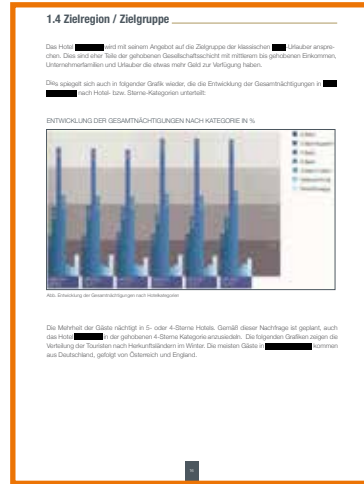 1.4 Zielregion / Zielgruppe
Das Hotel wird mit seinem Angebot auf die Zielgruppe der klassischen -Urlauber anspre-
chen. Dies sind eher Teile der gehobenen Gesellschaftsschicht mit mittlerem bis gehobenen Einkommen,
Unternehmerfamilien und Urlauber die etwas mehr Geld zur Verfügung haben.
Dies spiegelt sich auch in folgender Grafik wieder, die die Entwicklung der Gesamtnächtigungen in
nach Hotel- bzw. Sterne-Kategorien unterteilt:
ENTWICKLUNG DER GESAMTNÄCHTIGUNGEN NACH KATEGORIE IN %
Abb. Entwicklung der Gesamtnächtigungen nach Hotelkategorien
Die Mehrheit der Gäste nächtigt in 5- oder 4-Sterne Hotels. Gemäß dieser Nachfrage ist geplant, auch
das Hotel in der gehobenen 4-Sterne Kategorie anzusiedeln. Die folgenden Grafiken zeigen die
Verteilung der Touristen nach Herkunftsländern im Winter. Die meisten Gäste in kommen
aus Deutschland, gefolgt von Österreich und England.